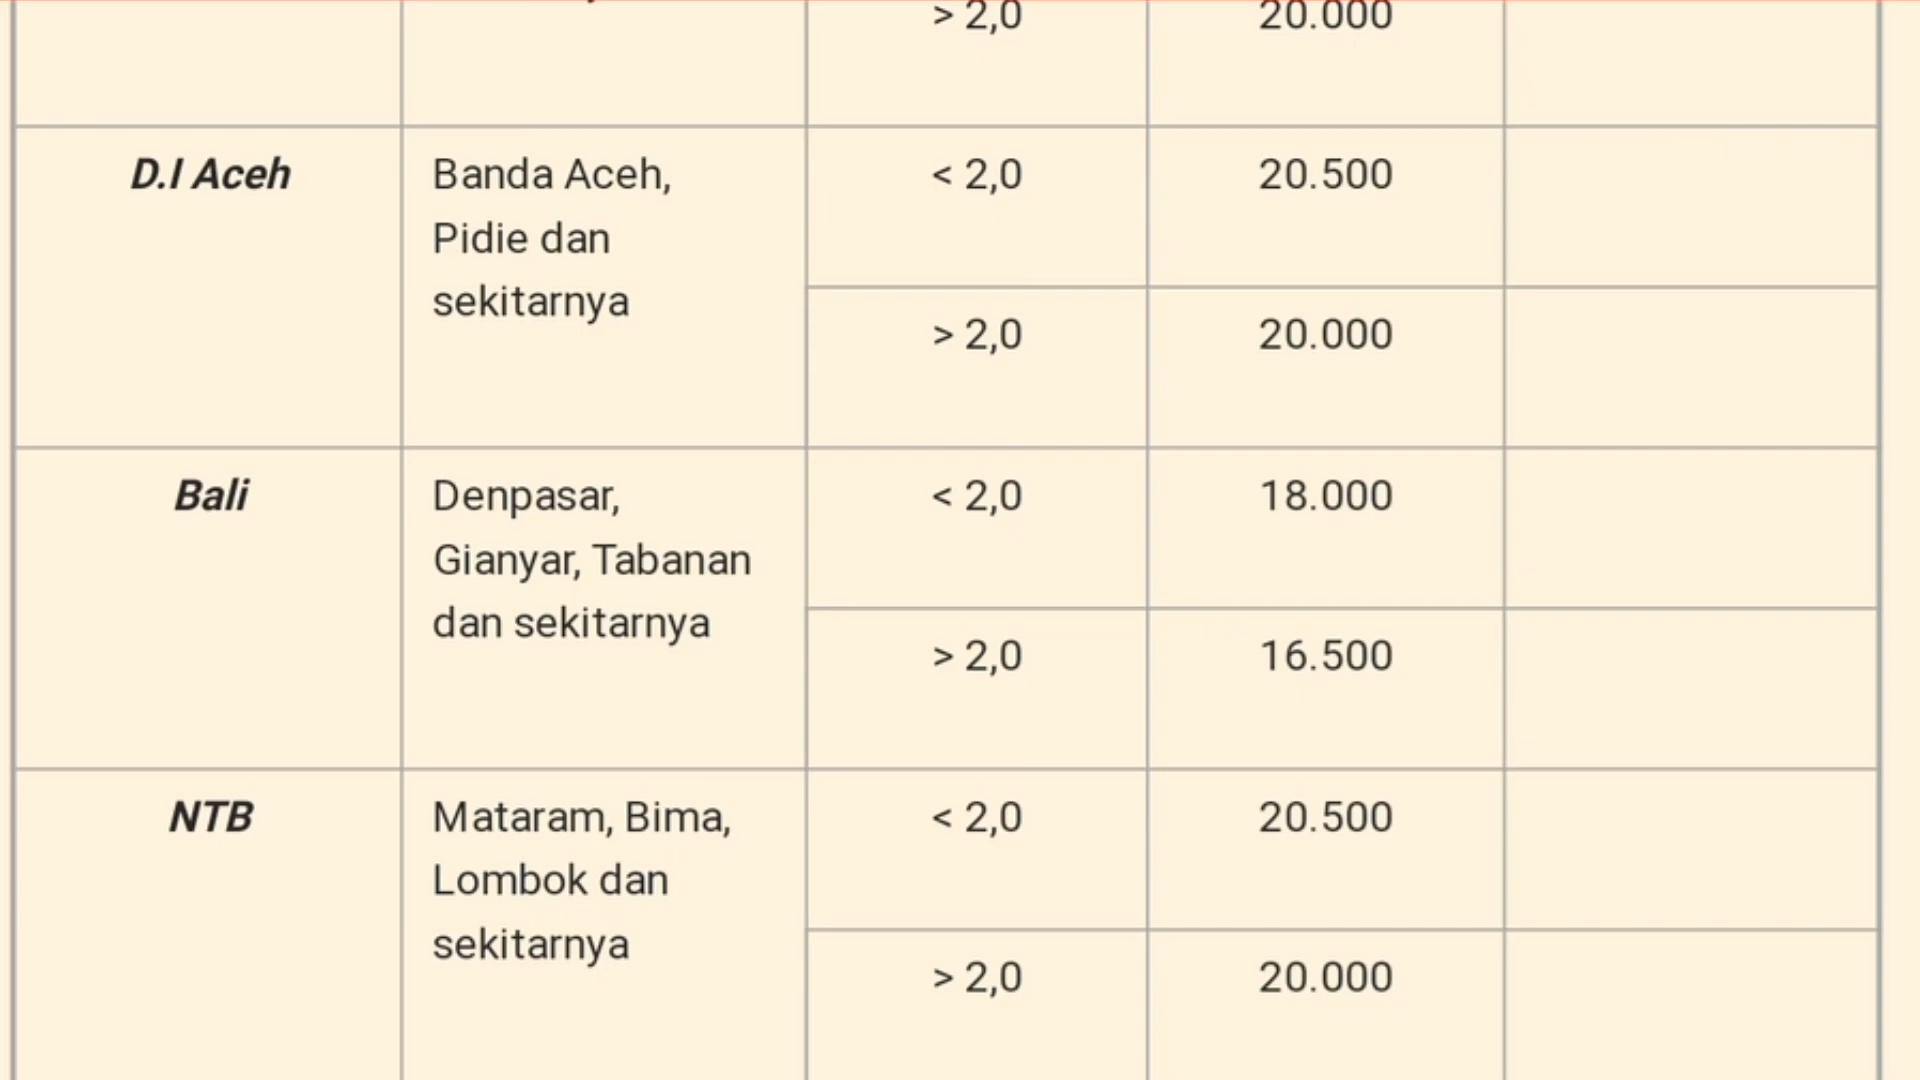 > 2,0 20.000
D.I Aceh Banda Aceh, < 2,0 20.500
Pidie dan
sekitarnya
> 2,0 20.000
Bali Denpasar, < 2,0 18.000
Gianyar, Tabanan
dan sekitarnya
> 2,0 16.500
NTB Mataram, Bima, < 2,0 20.500
Lombok dan
sekitarnya
> 2,0 20.000